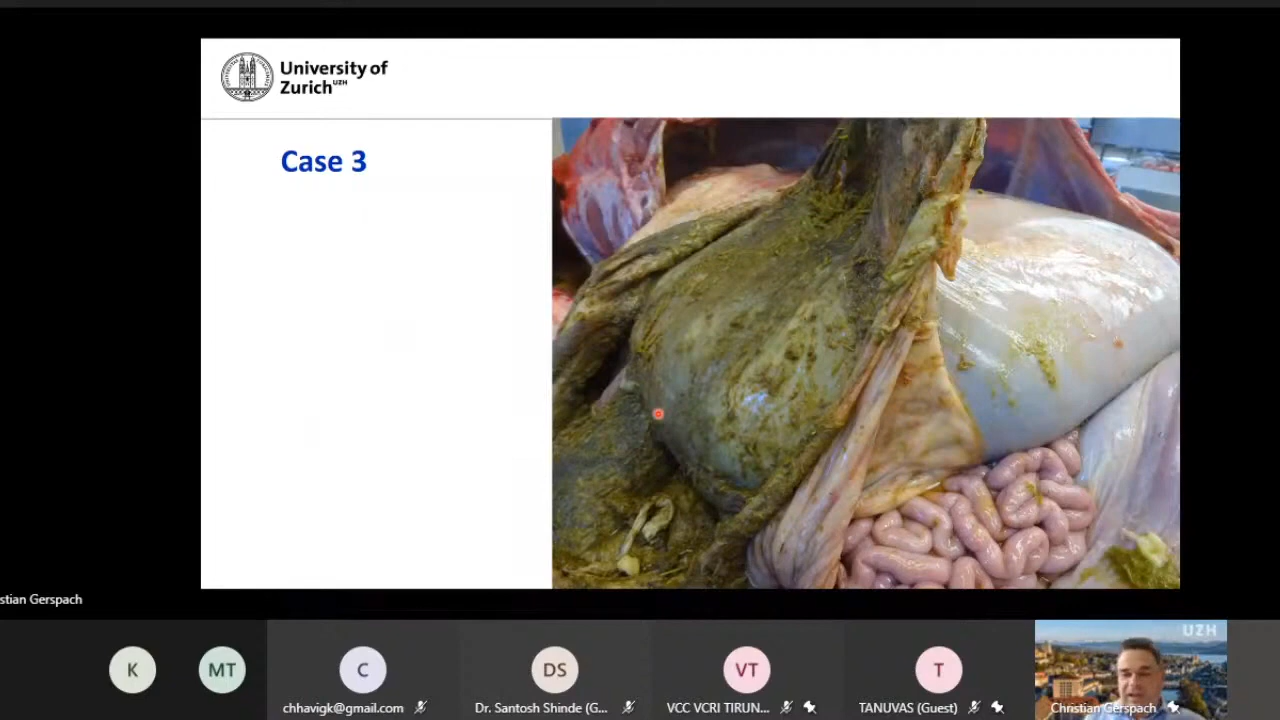 University of
Zurich UZH
Case 3
stian Gerspach
K
MT
C
DS
VT
T
UZH
chhavigk@gmail.com
Dr. Santosh Shinde (G...
VCC VCRI TIRUN...
TANUVAS (Guest)
Christian Gerspach